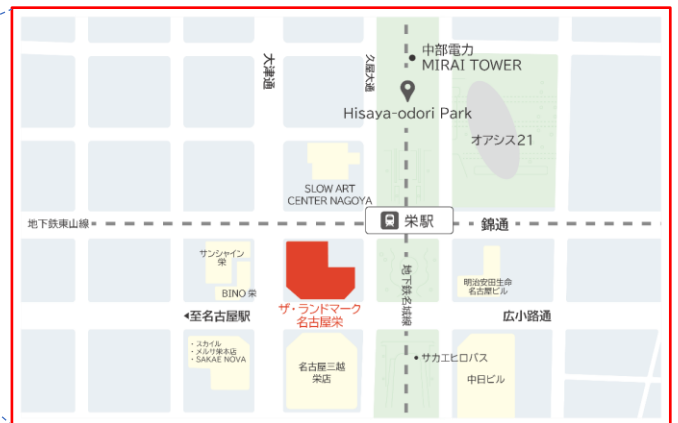 大津通
久屋大通
中部電力
MIRAI TOWER
Hisaya-odori Park
オアシス21
SLOW ART
CENTER NAGOYA
地下鉄東山線
栄駅
錦通
サンシャイン
栄
BINO 栄
ザ・ランドマーク
名古屋栄
地下鉄名城線
明治安田生命
名古屋ビル
◂至名古屋駅
広小路通
・スカイル
・メルサ栄本店
・SAKAE NOVA
名古屋三越
栄店
・サカエヒロバス
中日ビル